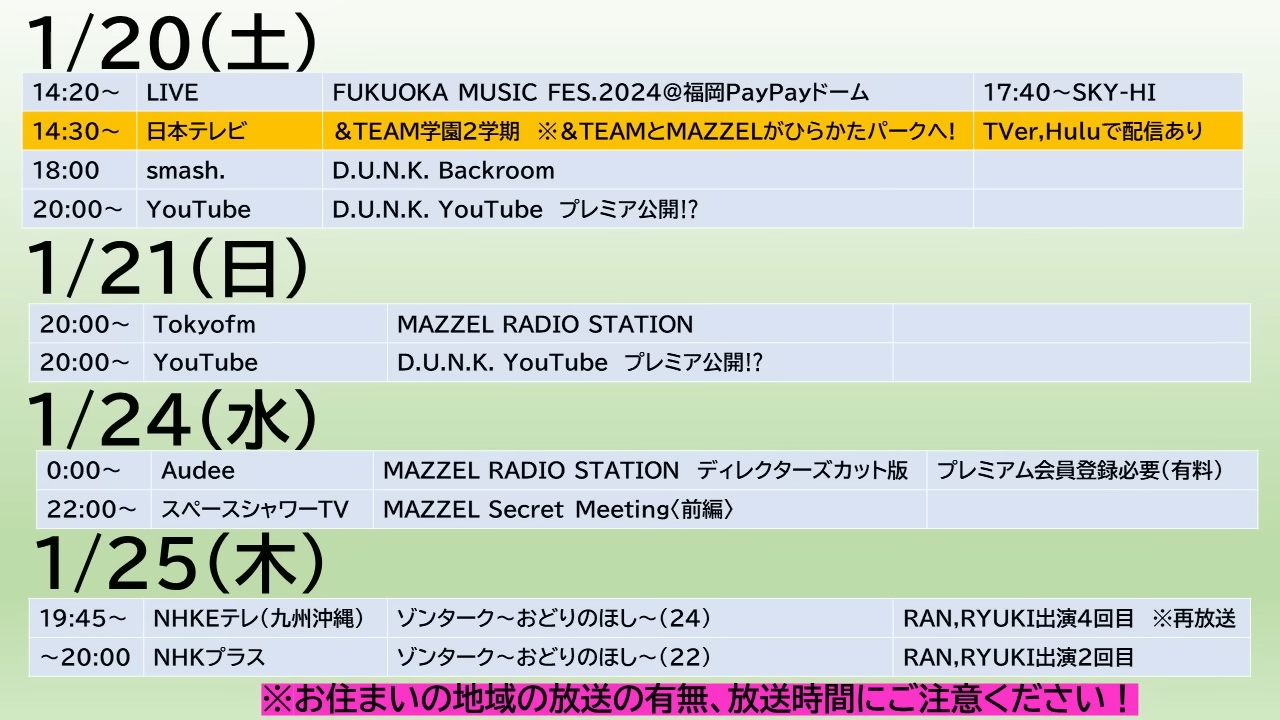 1/20(土)
14:20～ LIVE FUKUOKA MUSIC FES.2024@福岡PayPayドーム 17:40～SKY-HI
14:30～ 日本テレビ &TEAM学園2学期　※&TEAMとMAZZELがひらかたパークへ! TVer,Huluで配信あり
18:00 smash. D.U.N.K. Backroom
20:00～ YouTube D.U.N.K. YouTube　プレミア公開!?
1/21(日)
20:00～ Tokyofm MAZZEL RADIO STATION
20:00～ YouTube D.U.N.K. YouTube　プレミア公開!?
1/24(水)
0:00～ Audee MAZZEL RADIO STATION　ディレクターズカット版 プレミアム会員登録必要（有料）
22:00～ スペースシャワーTV MAZZEL Secret Meeting〈前編〉
1/25(木)
19:45～ NHKEテレ（九州沖縄） ゾンターク～おどりのほし～（24） RAN,RYUKI出演4回目　※再放送
～20:00 NHKプラス ゾンターク～おどりのほし～（22） RAN,RYUKI出演2回目
※お住まいの地域の放送の有無、放送時間にご注意ください！